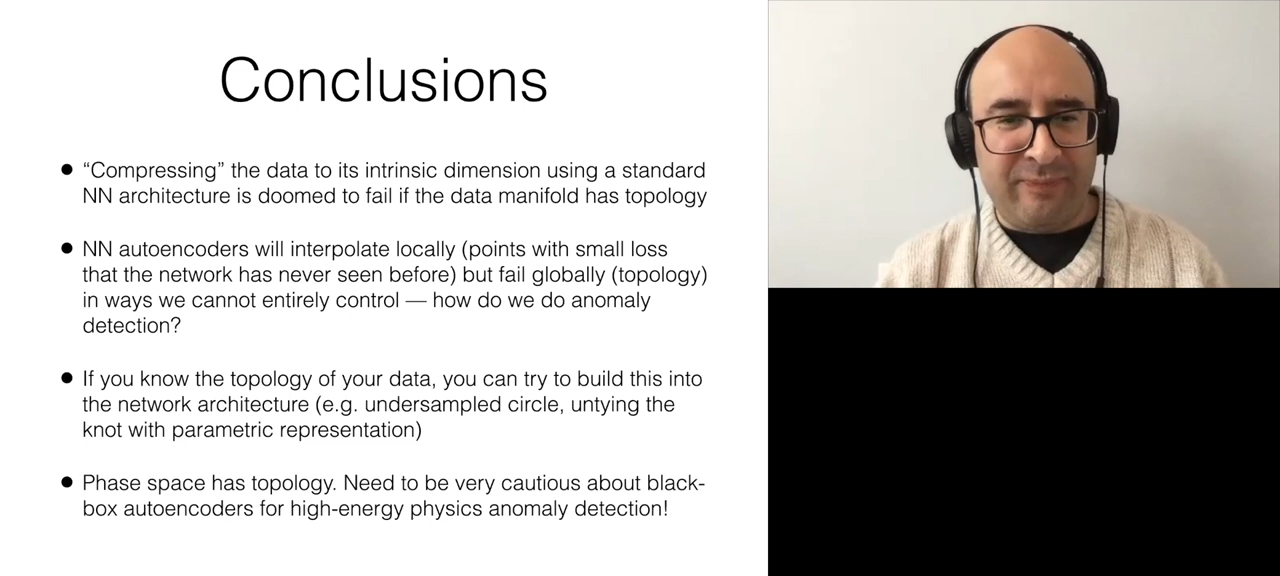 Conclusions
● “Compressing” the data to its intrinsic dimension using a standard
NN architecture is doomed to fail if the data manifold has topology
● NN autoencoders will interpolate locally (points with small loss
that the network has never seen before) but fail globally (topology)
in ways we cannot entirely control — how do we do anomaly
detection?
● If you know the topology of your data, you can try to build this into
the network architecture (e.g. undersampled circle, untying the
knot with parametric representation)
● Phase space has topology. Need to be very cautious about black-
box autoencoders for high-energy physics anomaly detection!